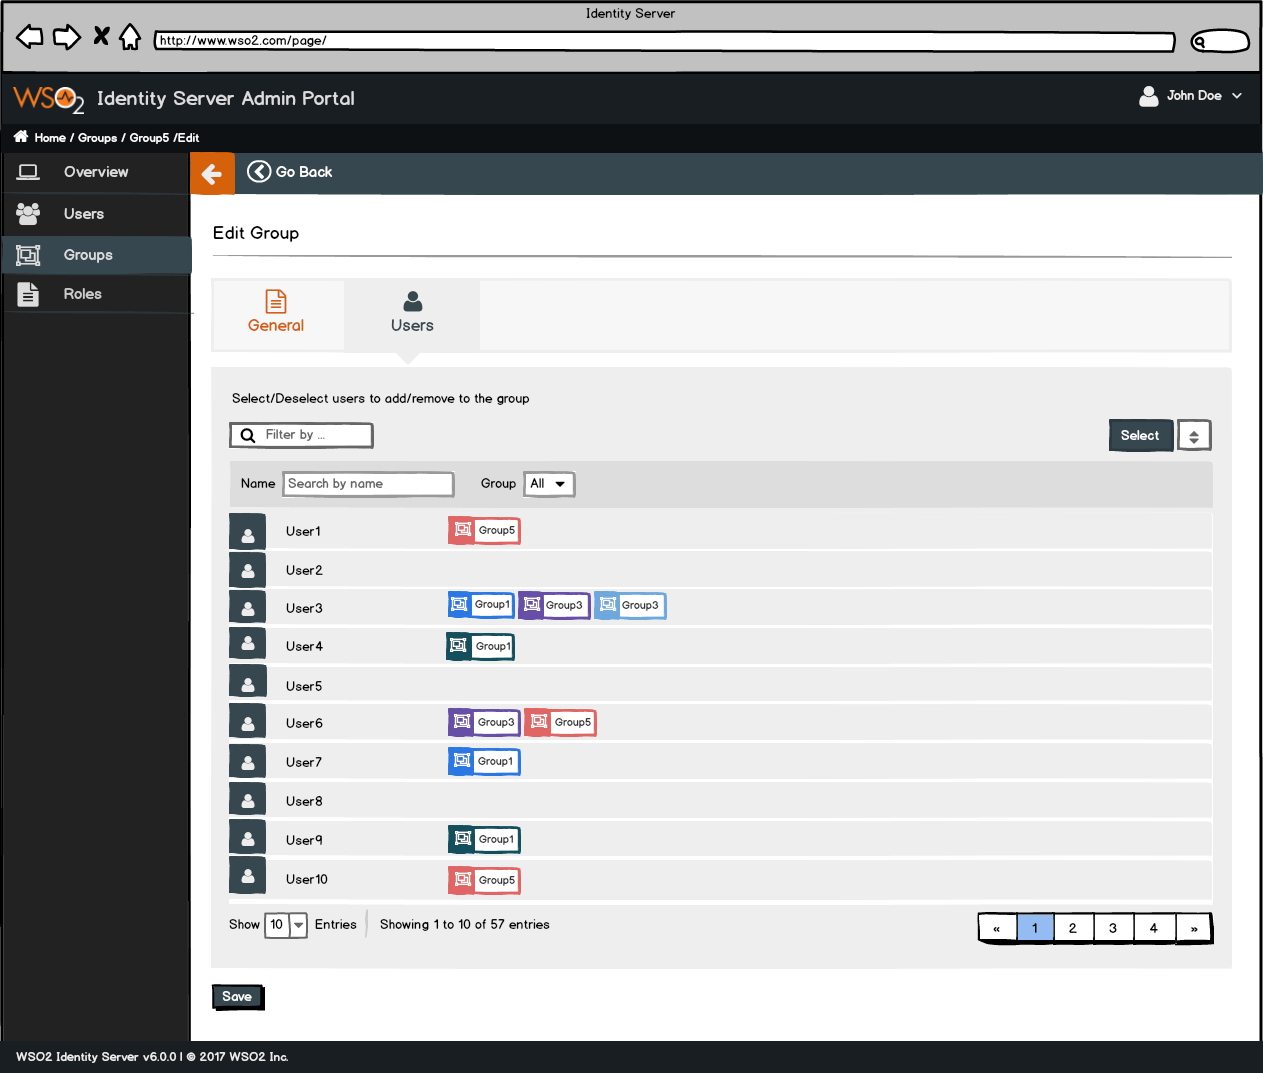 Identity Server
http://www.wso2.com/page/
WSO2 Identity Server Admin Portal
John Doe
Home / Groups / Group5 /Edit
Overview
Go Back
Users
Groups
Roles
Edit Group
General
Users
Select/Deselect users to add/remove to the group
Filter by ...
Select
Name Search by name Group All
User1 Group5
User2
User3 Group1 Group3 Group3
User4 Group1
User5
User6 Group3 Group5
User7 Group1
User8
User9 Group1
User10 Group5
Show 10 Entries Showing 1 to 10 of 57 entries
« 1 2 3 4 »
Save
WSO2 Identity Server v6.0.0 | © 2017 WSO2 Inc.